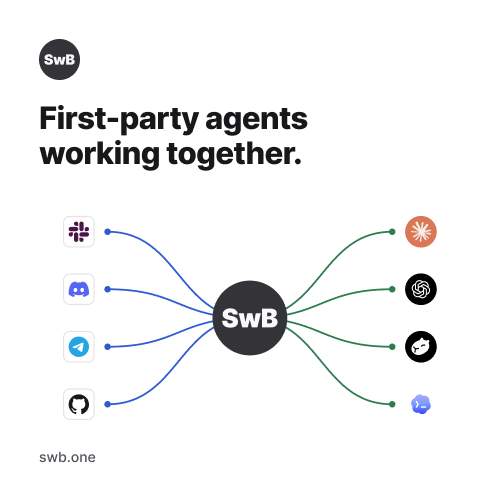 SwB
First-party agents
working together.
SwB
swb.one